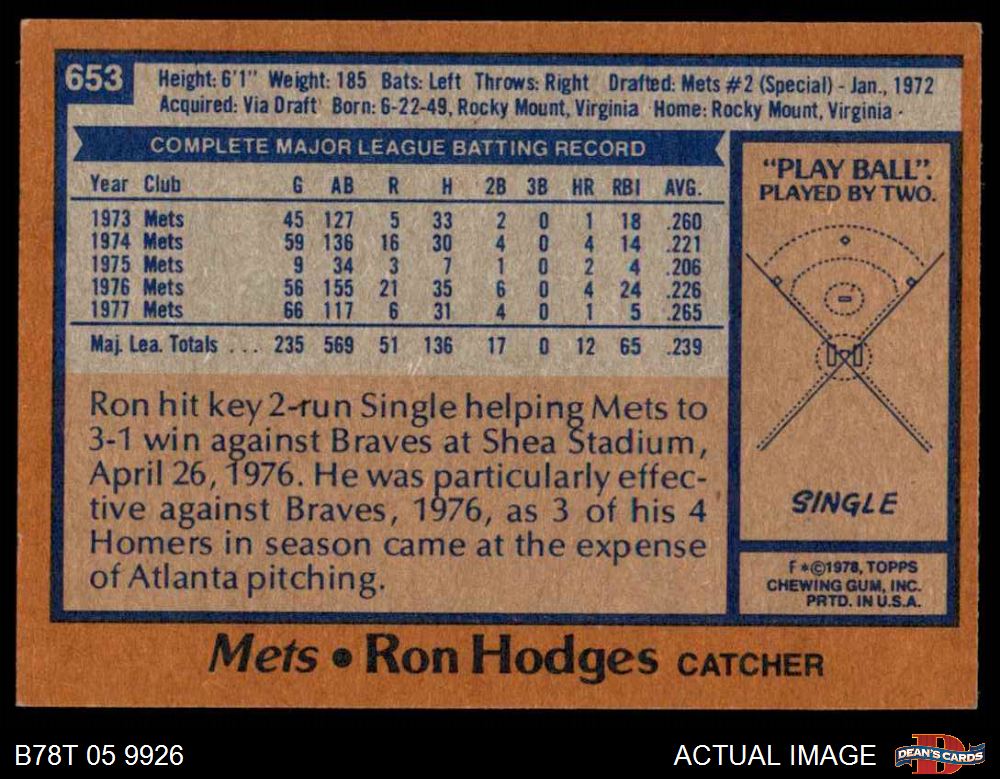 653
Height: 6'1" Weight: 185 Bats: Left Throws: Right Drafted: Mets #2 (Special) - Jan., 1972
Acquired: Via Draft Born: 6-22-49, Rocky Mount, Virginia Home: Rocky Mount, Virginia
COMPLETE MAJOR LEAGUE BATTING RECORD
Year Club G AB R H 2B 3B HR RBI AVG.
1973 Mets 45 127 5 33 2 0 1 18 .260
1974 Mets 59 136 16 30 4 0 4 14 .221
1975 Mets 9 34 3 7 1 0 2 4 .206
1976 Mets 56 155 21 35 6 0 4 24 .226
1977 Mets 66 117 6 31 4 0 1 5 .265
Maj. Lea. Totals ... 235 569 51 136 17 0 12 65 .239
Ron hit key 2-run Single helping Mets to
3-1 win against Braves at Shea Stadium,
April 26, 1976. He was particularly effec-
tive against Braves, 1976, as 3 of his 4
Homers in season came at the expense
of Atlanta pitching.
"PLAY BALL".
PLAYED BY TWO.
SINGLE
F*©1978, TOPPS
CHEWING GUM, INC.
PRTD. IN U.S.A.
Mets • Ron Hodges CATCHER
B78T 05 9926
ACTUAL IMAGE
D
DEAN'S CARDS